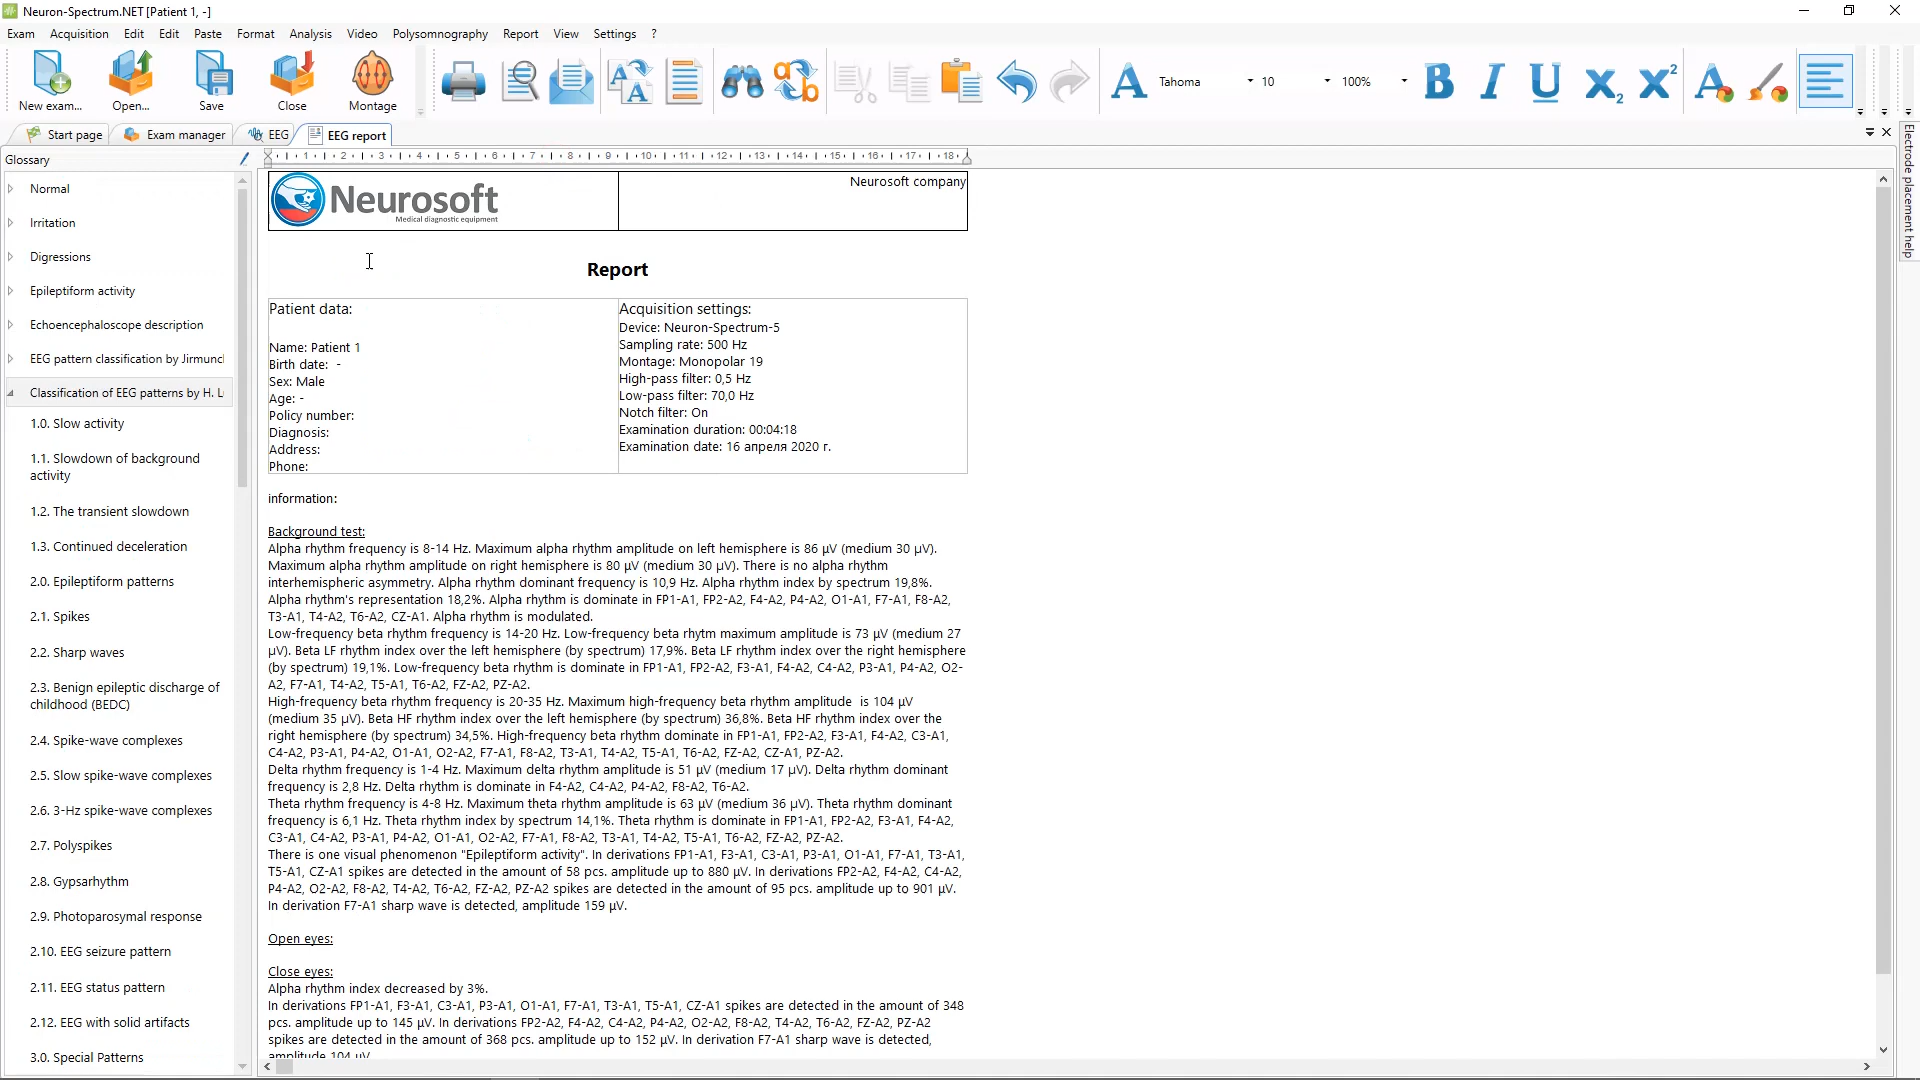 Neuron-Spectrum.NET [Patient 1, -]
Exam Acquisition Edit Edit Paste Format Analysis Video Polysomnography Report View Settings ?
New exam... Open... Save Close Montage Tahoma 10 100%
Start page Exam manager EEG EEG report
Glossary
Normal
Irritation
Digressions
Epileptiform activity
Echoencephaloscope description
EEG pattern classification by Jirmunc
Classification of EEG patterns by H. L
1.0. Slow activity
1.1. Slowdown of background
activity
1.2. The transient slowdown
1.3. Continued deceleration
2.0. Epileptiform patterns
2.1. Spikes
2.2. Sharp waves
2.3. Benign epileptic discharge of
childhood (BEDC)
2.4. Spike-wave complexes
2.5. Slow spike-wave complexes
2.6. 3-Hz spike-wave complexes
2.7. Polyspikes
2.8. Gypsarhythm
2.9. Photoparosymal response
2.10. EEG seizure pattern
2.11. EEG status pattern
2.12. EEG with solid artifacts
3.0. Special Patterns
1 2 3 4 5 6 7 8 9 10 11 12 13 14 15 16 17 18
Neurosoft
Medical diagnostic equipment
Neurosoft company
Report
Patient data:
Name: Patient 1
Birth date: -
Sex: Male
Age: -
Policy number:
Diagnosis:
Address:
Phone:
Acquisition settings:
Device: Neuron-Spectrum-5
Sampling rate: 500 Hz
Montage: Monopolar 19
High-pass filter: 0,5 Hz
Low-pass filter: 70,0 Hz
Notch filter: On
Examination duration: 00:04:18
Examination date: 16 апреля 2020 г.
information:
Background test:
Alpha rhythm frequency is 8-14 Hz. Maximum alpha rhythm amplitude on left hemisphere is 86 µV (medium 30 µV).
Maximum alpha rhythm amplitude on right hemisphere is 80 µV (medium 30 µV). There is no alpha rhythm
interhemispheric asymmetry. Alpha rhythm dominant frequency is 10,9 Hz. Alpha rhythm index by spectrum 19,8%.
Alpha rhythm's representation 18,2%. Alpha rhythm is dominate in FP1-A1, FP2-A2, F4-A2, P4-A2, O1-A1, F7-A1, F8-A2,
T3-A1, T4-A2, T6-A2, CZ-A1. Alpha rhythm is modulated.
Low-frequency beta rhythm frequency is 14-20 Hz. Low-frequency beta rhytm maximum amplitude is 73 µV (medium 27
µV). Beta LF rhythm index over the left hemisphere (by spectrum) 17,9%. Beta LF rhythm index over the right hemisphere
(by spectrum) 19,1%. Low-frequency beta rhythm is dominate in FP1-A1, FP2-A2, F3-A1, F4-A2, C4-A2, P3-A1, P4-A2, O2-
A2, F7-A1, T4-A2, T5-A1, T6-A2, FZ-A2, PZ-A2.
High-frequency beta rhythm frequency is 20-35 Hz. Maximum high-frequency beta rhythm amplitude is 104 µV
(medium 35 µV). Beta HF rhythm index over the left hemisphere (by spectrum) 36,8%. Beta HF rhythm index over the
right hemisphere (by spectrum) 34,5%. High-frequency beta rhythm dominate in FP1-A1, FP2-A2, F3-A1, F4-A2, C3-A1,
C4-A2, P3-A1, P4-A2, O1-A1, O2-A2, F7-A1, F8-A2, T3-A1, T4-A2, T5-A1, T6-A2, FZ-A2, CZ-A1, PZ-A2.
Delta rhythm frequency is 1-4 Hz. Maximum delta rhythm amplitude is 51 µV (medium 17 µV). Delta rhythm dominant
frequency is 2,8 Hz. Delta rhythm is dominate in F4-A2, C4-A2, P4-A2, F8-A2, T6-A2.
Theta rhythm frequency is 4-8 Hz. Maximum theta rhythm amplitude is 63 µV (medium 36 µV). Theta rhythm dominant
frequency is 6,1 Hz. Theta rhythm index by spectrum 14,1%. Theta rhythm is dominate in FP1-A1, FP2-A2, F3-A1, F4-A2,
C3-A1, C4-A2, P3-A1, P4-A2, O1-A1, O2-A2, F7-A1, F8-A2, T3-A1, T4-A2, T5-A1, T6-A2, FZ-A2, PZ-A2.
There is one visual phenomenon "Epileptiform activity". In derivations FP1-A1, F3-A1, C3-A1, P3-A1, O1-A1, F7-A1, T3-A1,
T5-A1, CZ-A1 spikes are detected in the amount of 58 pcs. amplitude up to 880 µV. In derivations FP2-A2, F4-A2, C4-A2,
P4-A2, O2-A2, F8-A2, T4-A2, T6-A2, FZ-A2, PZ-A2 spikes are detected in the amount of 95 pcs. amplitude up to 901 µV.
In derivation F7-A1 sharp wave is detected, amplitude 159 µV.
Open eyes:
Close eyes:
Alpha rhythm index decreased by 3%.
In derivations FP1-A1, F3-A1, C3-A1, P3-A1, O1-A1, F7-A1, T3-A1, T5-A1, CZ-A1 spikes are detected in the amount of 348
pcs. amplitude up to 145 µV. In derivations FP2-A2, F4-A2, C4-A2, P4-A2, O2-A2, F8-A2, T4-A2, T6-A2, FZ-A2, PZ-A2
spikes are detected in the amount of 368 pcs. amplitude up to 152 µV. In derivation F7-A1 sharp wave is detected,
amplitude 104 µV
Electrode placement help